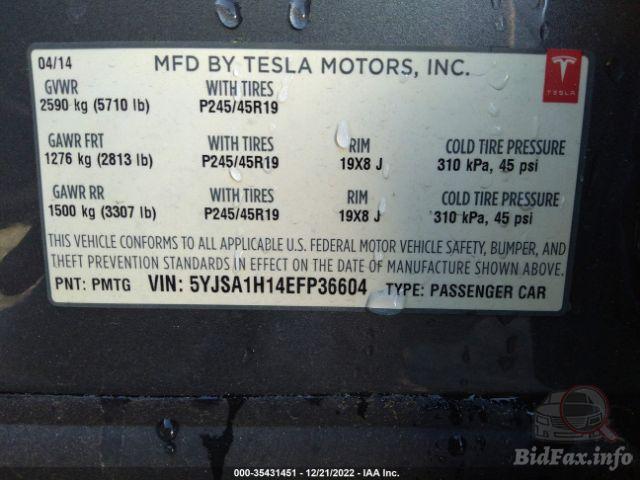 04/14 MFD BY TESLA MOTORS, INC.
GVWR WITH TIRES
2590 kg (5710 lb) P245/45R19
TESLA
GAWR FRT WITH TIRES RIM COLD TIRE PRESSURE
1276 kg (2813 lb) P245/45R19 19X8 J 310 kPa, 45 psi
GAWR RR WITH TIRES RIM COLD TIRE PRESSURE
1500 kg (3307 lb) P245/45R19 19X8 J 310 kPa, 45 psi
THIS VEHICLE CONFORMS TO ALL APPLICABLE U.S. FEDERAL MOTOR VEHICLE SAFETY, BUMPER, AND
THEFT PREVENTION STANDARDS IN EFFECT ON THE DATE OF MANUFACTURE SHOWN ABOVE.
PNT: PMTG VIN: 5YJSA1H14EFP36604 TYPE: PASSENGER CAR
000-35431451 - 12/21/2022 - IAA Inc.
BidFax.info